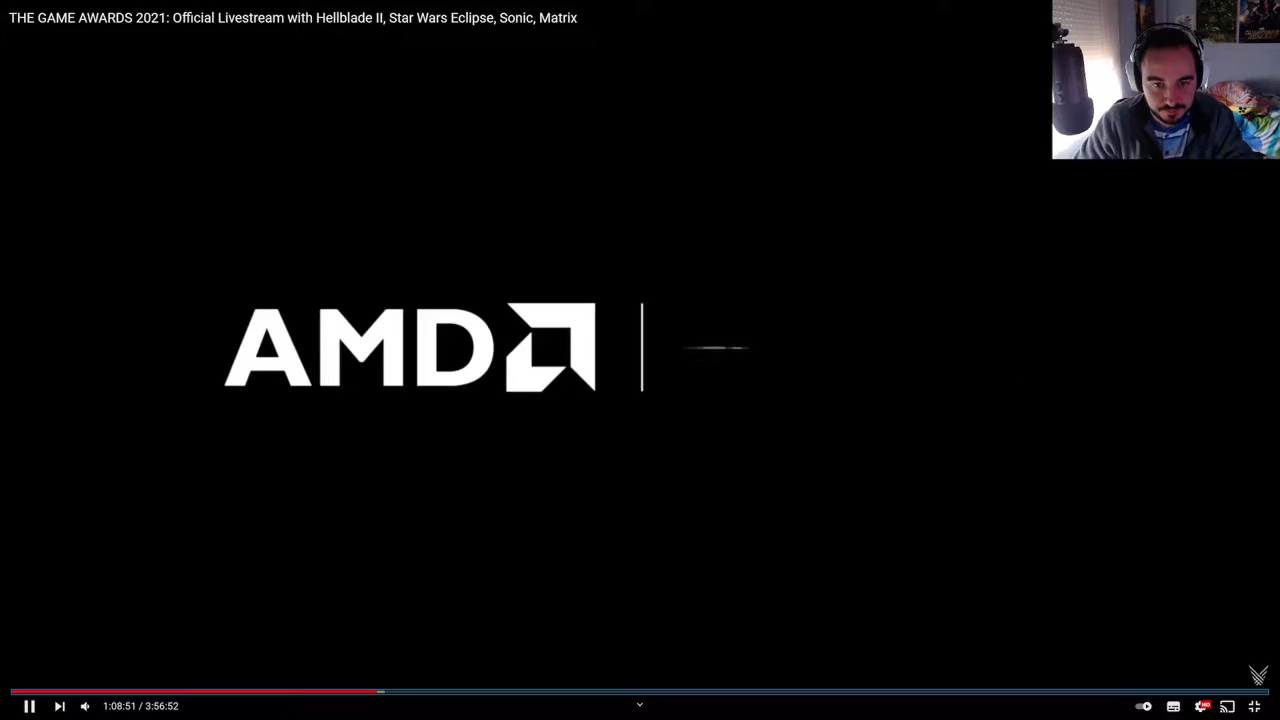 THE GAME AWARDS 2021: Official Livestream with Hellblade II, Star Wars Eclipse, Sonic, Matrix
AMD
1:08:51 / 3:56:52
HD